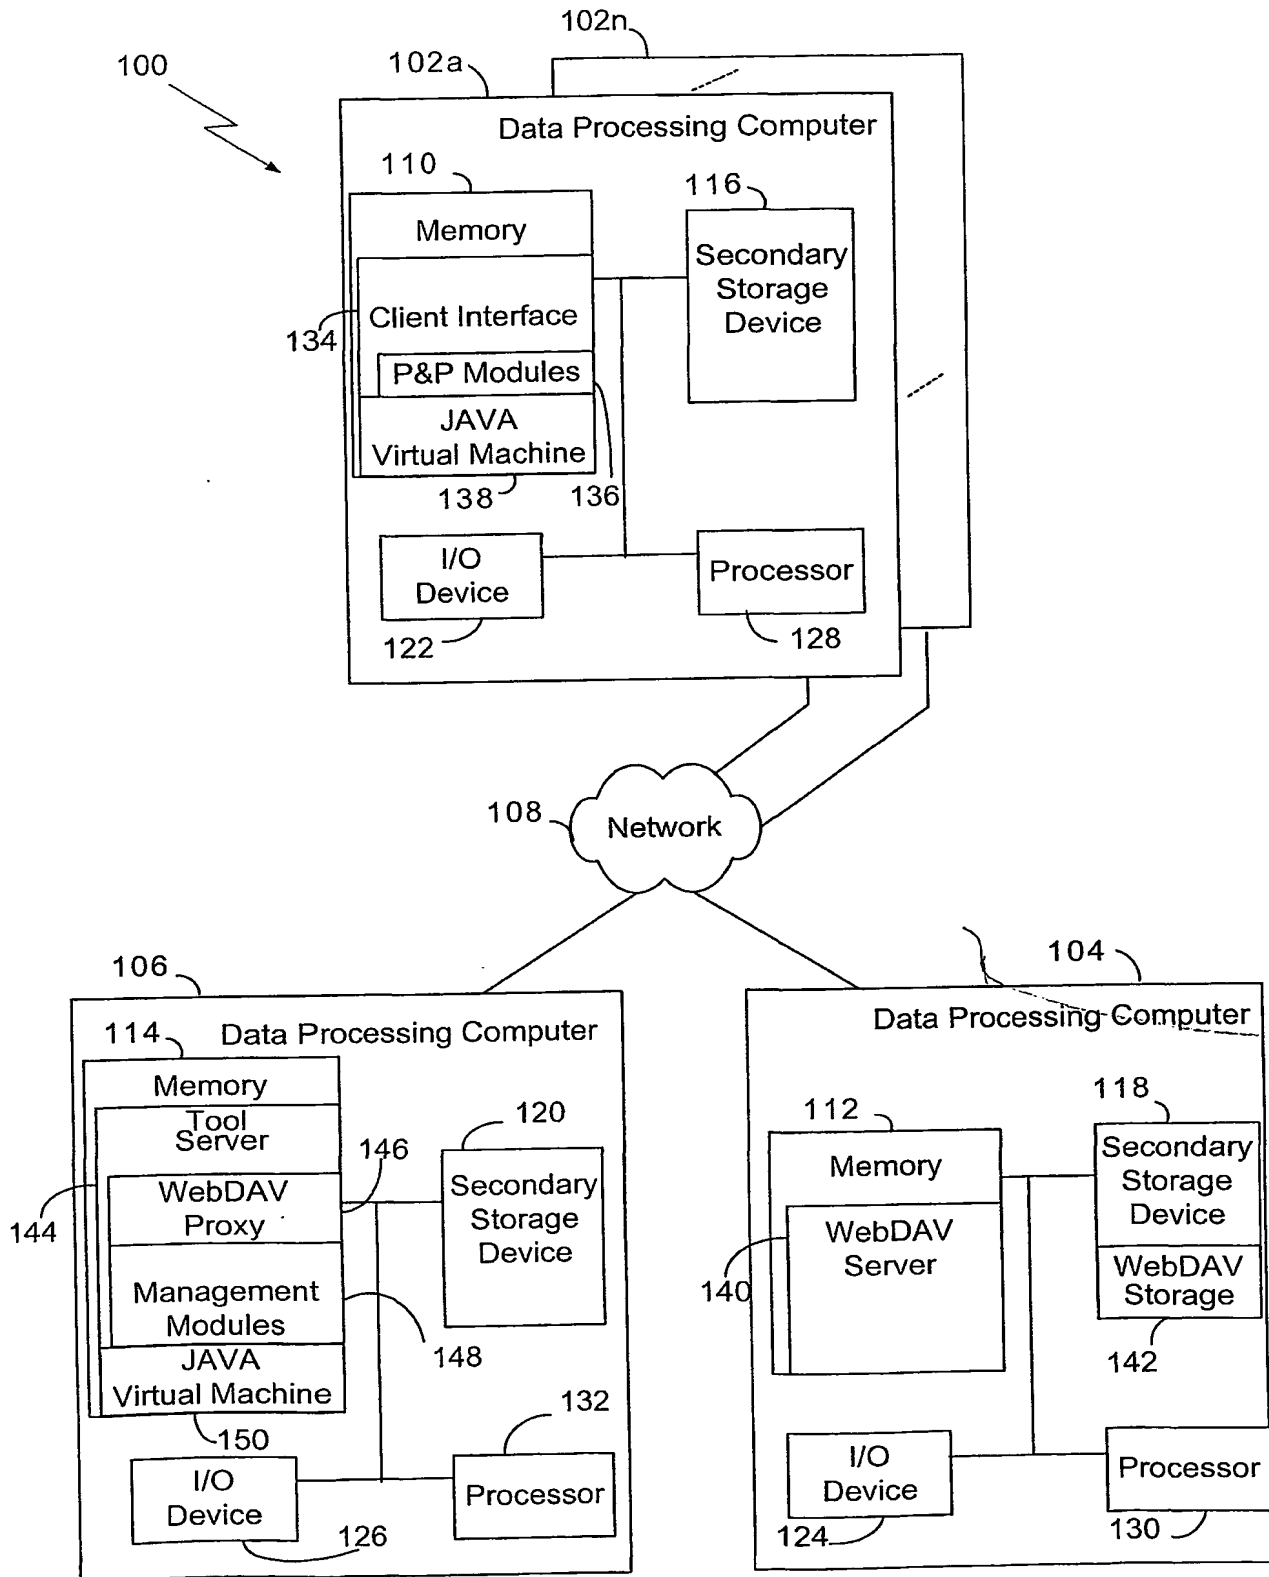 102n
100
102a
Data Processing Computer
110
116
Memory
Secondary
Storage
Device
Client Interface
134
P&P Modules
JAVA
Virtual Machine
138
136
I/O
Device
Processor
122
128
108
Network
106
104
Data Processing Computer
Data Processing Computer
114
Memory
Tool
Server
120
146
Secondary
Storage
Device
WebDAV
Proxy
144
Management
Modules
148
JAVA
Virtual Machine
150
132
I/O
Device
Processor
126
112
118
Memory
Secondary
Storage
Device
WebDAV
Server
140
WebDAV
Storage
142
I/O
Device
Processor
124
130